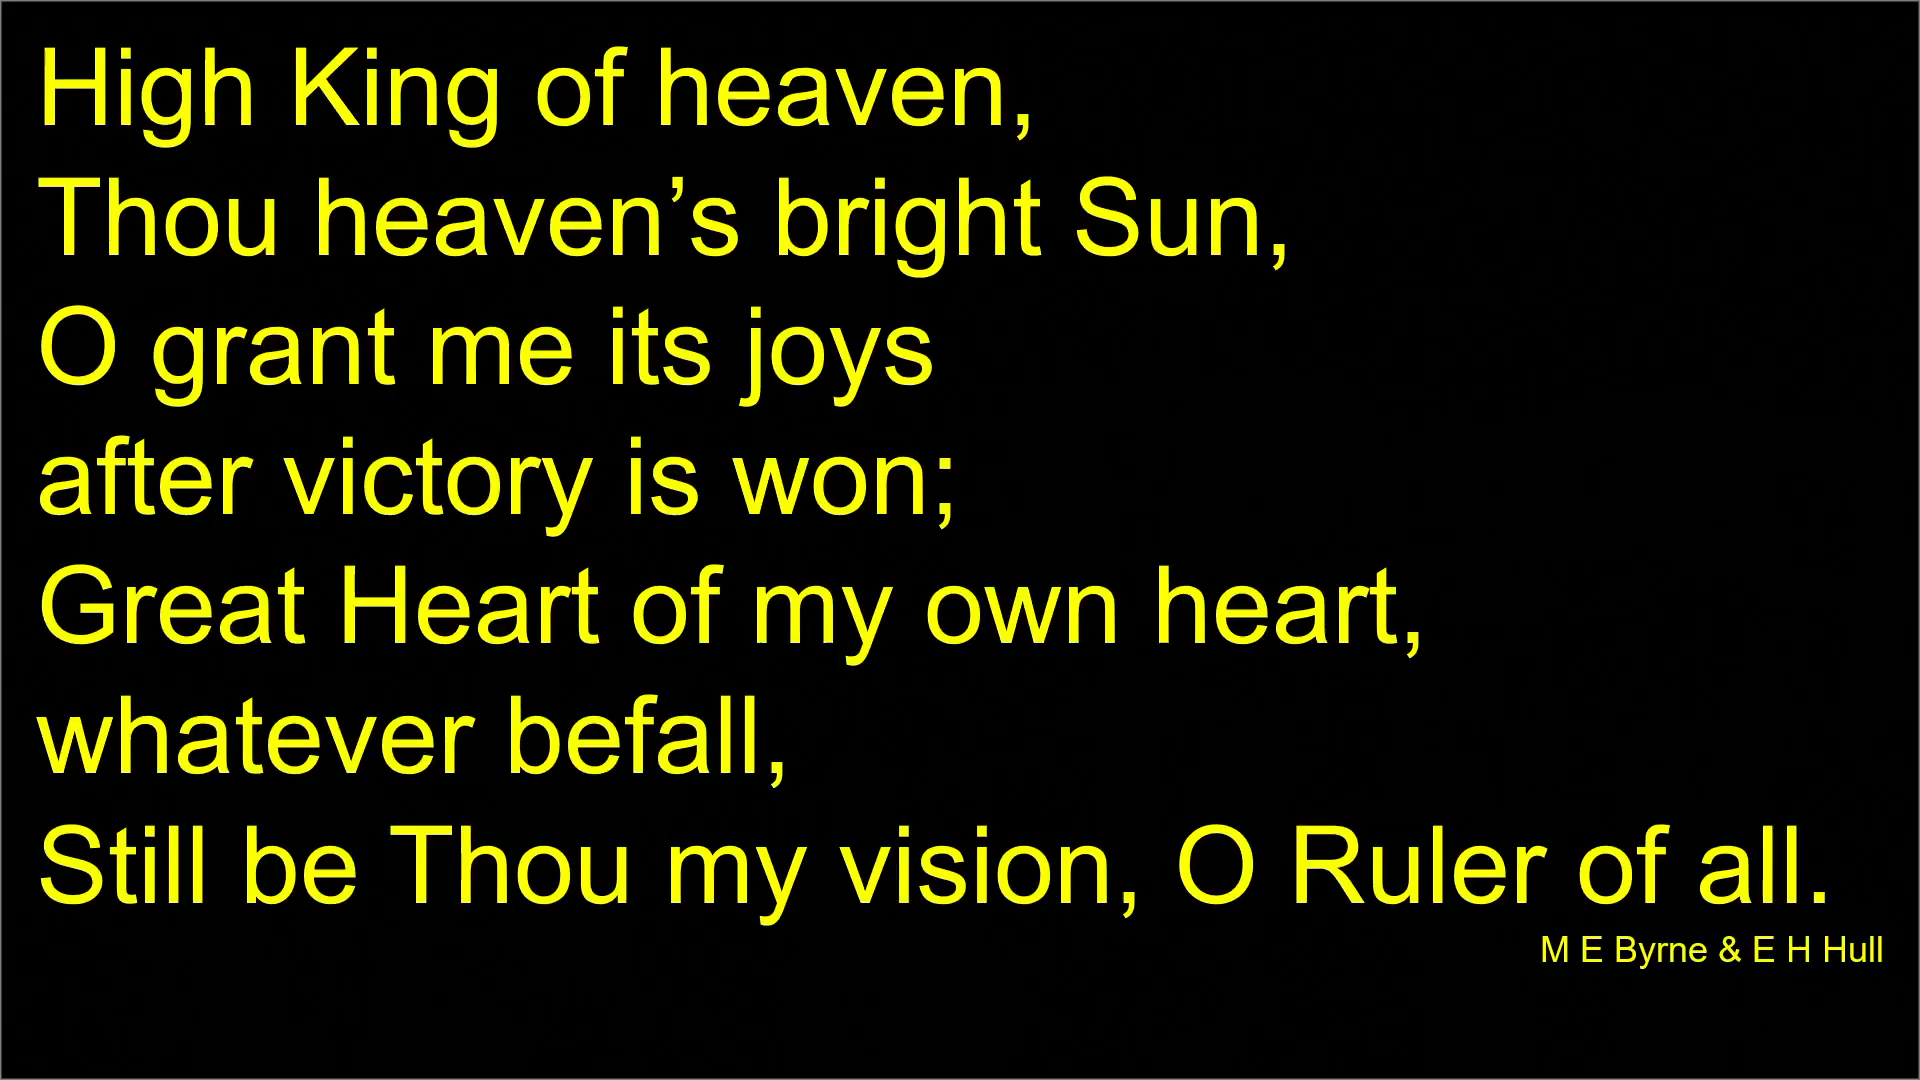 High King of heaven,
Thou heaven’s bright Sun,
O grant me its joys
after victory is won;
Great Heart of my own heart,
whatever befall,
Still be Thou my vision, O Ruler of all.
M E Byrne & E H Hull